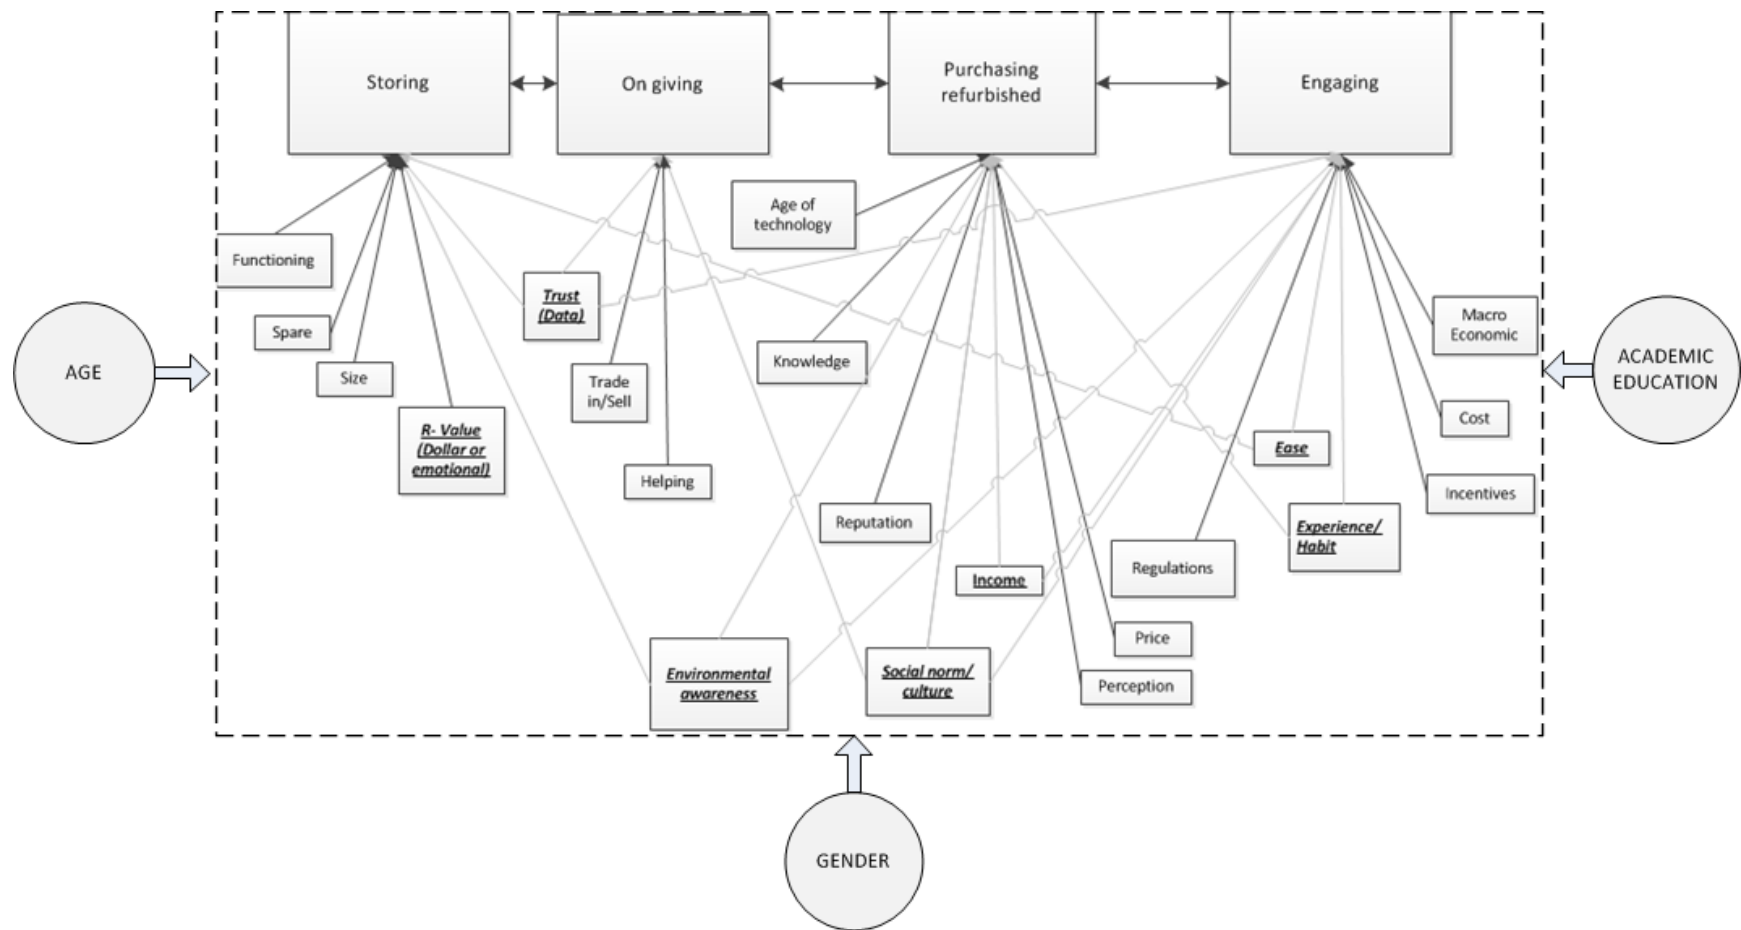 Storing
On giving
Purchasing
refurbished
Engaging
Age of
technology
Functioning
Trust
(Data)
Spare
Macro
Economic
Size
Knowledge
AGE
ACADEMIC
EDUCATION
Trade
in/Sell
R- Value
(Dollar or
emotional)
Cost
Ease
Helping
Incentives
Reputation
Experience/
Habit
Income
Regulations
Price
Environmental
awareness
Social norm/
culture
Perception
GENDER